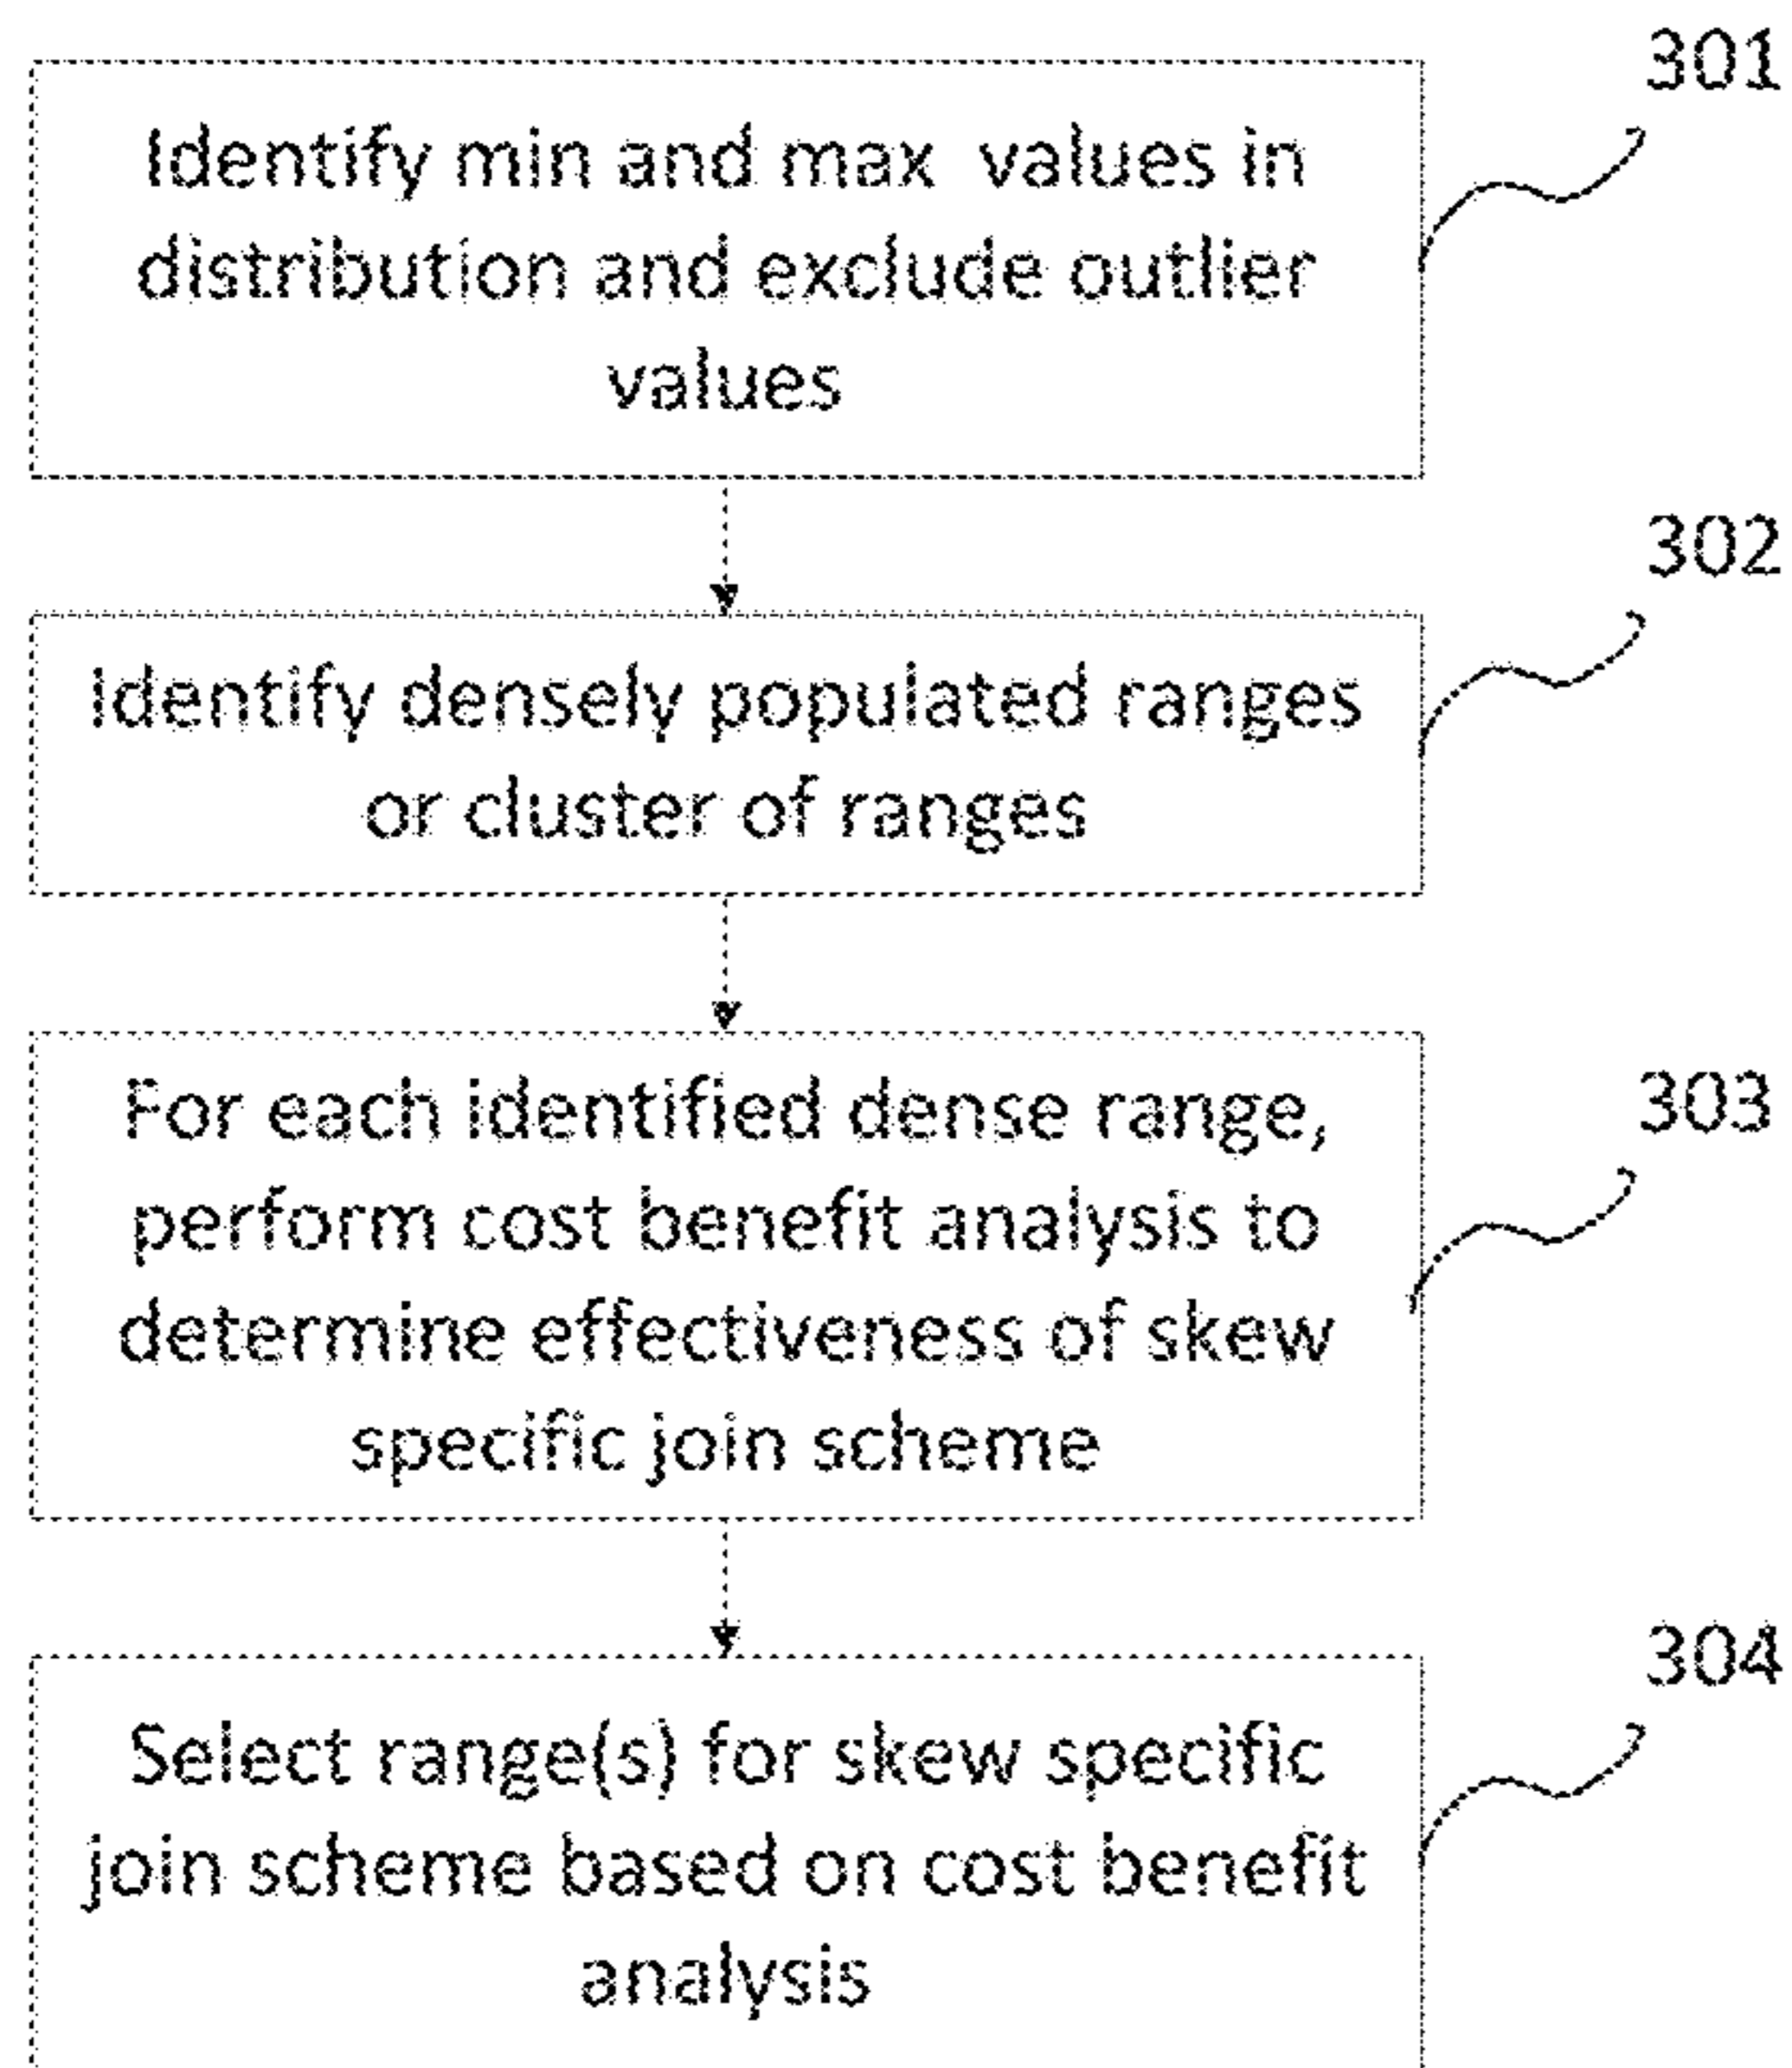 301
Identify min and max values in
distribution and exclude outlier
values
302
Identify densely populated ranges
or cluster of ranges
303
For each identified dense range,
perform cost benefit analysis to
determine effectiveness of skew
specific join scheme
304
Select range(s) for skew specific
join scheme based on cost benefit
analysis